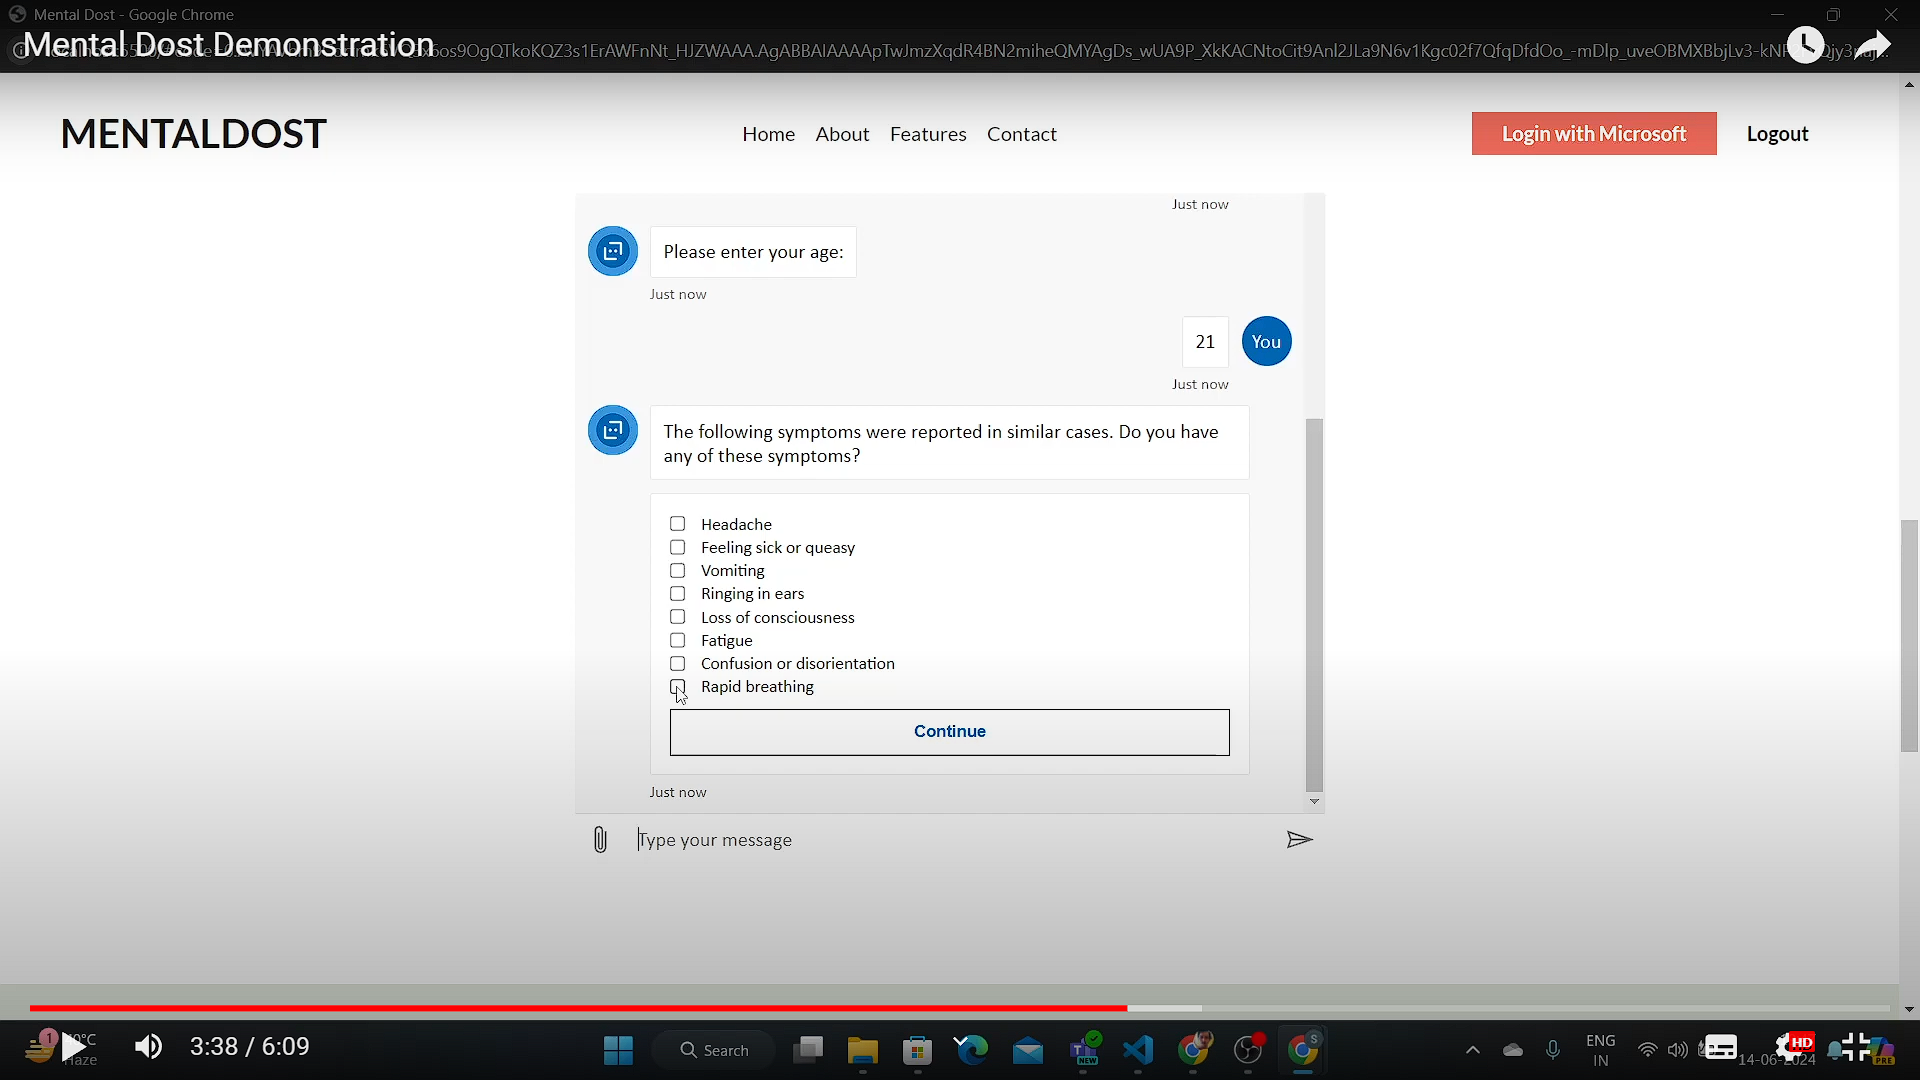 Mental Dost - Google Chrome
Mental Dost Demonstration
MENTALDOST
Home
About
Features
Contact
Login with Microsoft
Logout
Just now
Please enter your age:
Just now
21
You
Just now
The following symptoms were reported in similar cases. Do you have
any of these symptoms?
Headache
Feeling sick or queasy
Vomiting
Ringing in ears
Loss of consciousness
Fatigue
Confusion or disorientation
Rapid breathing
Continue
Just now
Type your message
1
Haze
3:38 / 6:09
Search
NEW
S
ENG
IN
HD
14-06-2024
PRE